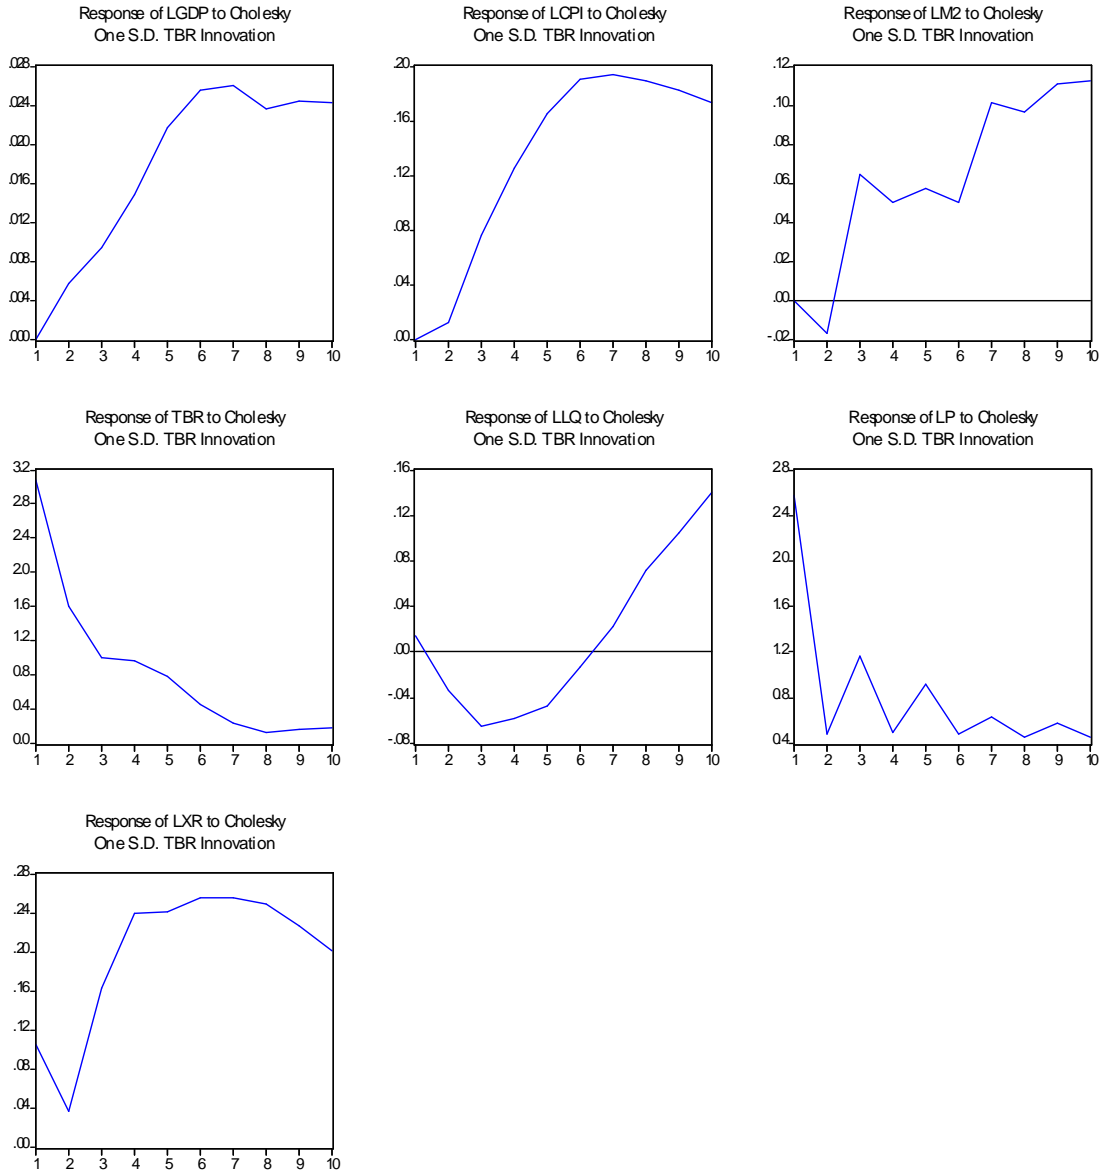 Response of LGDP to Cholesky
One S.D. TBR Innovation
.028
.024
.020
.016
.012
.008
.004
.000
1 2 3 4 5 6 7 8 9 10
Response of LCPI to Cholesky
One S.D. TBR Innovation
.20
.16
.12
.08
.04
.00
1 2 3 4 5 6 7 8 9 10
Response of LM2 to Cholesky
One S.D. TBR Innovation
.12
.10
.08
.06
.04
.02
.00
-.02
1 2 3 4 5 6 7 8 9 10
Response of TBR to Cholesky
One S.D. TBR Innovation
3.2
2.8
2.4
2.0
1.6
1.2
0.8
0.4
0.0
1 2 3 4 5 6 7 8 9 10
Response of LLQ to Cholesky
One S.D. TBR Innovation
.16
.12
.08
.04
.00
-.04
-.08
1 2 3 4 5 6 7 8 9 10
Response of LP to Cholesky
One S.D. TBR Innovation
2.8
2.4
2.0
1.6
1.2
0.8
0.4
1 2 3 4 5 6 7 8 9 10
Response of LXR to Cholesky
One S.D. TBR Innovation
.28
.24
.20
.16
.12
.08
.04
.00
1 2 3 4 5 6 7 8 9 10